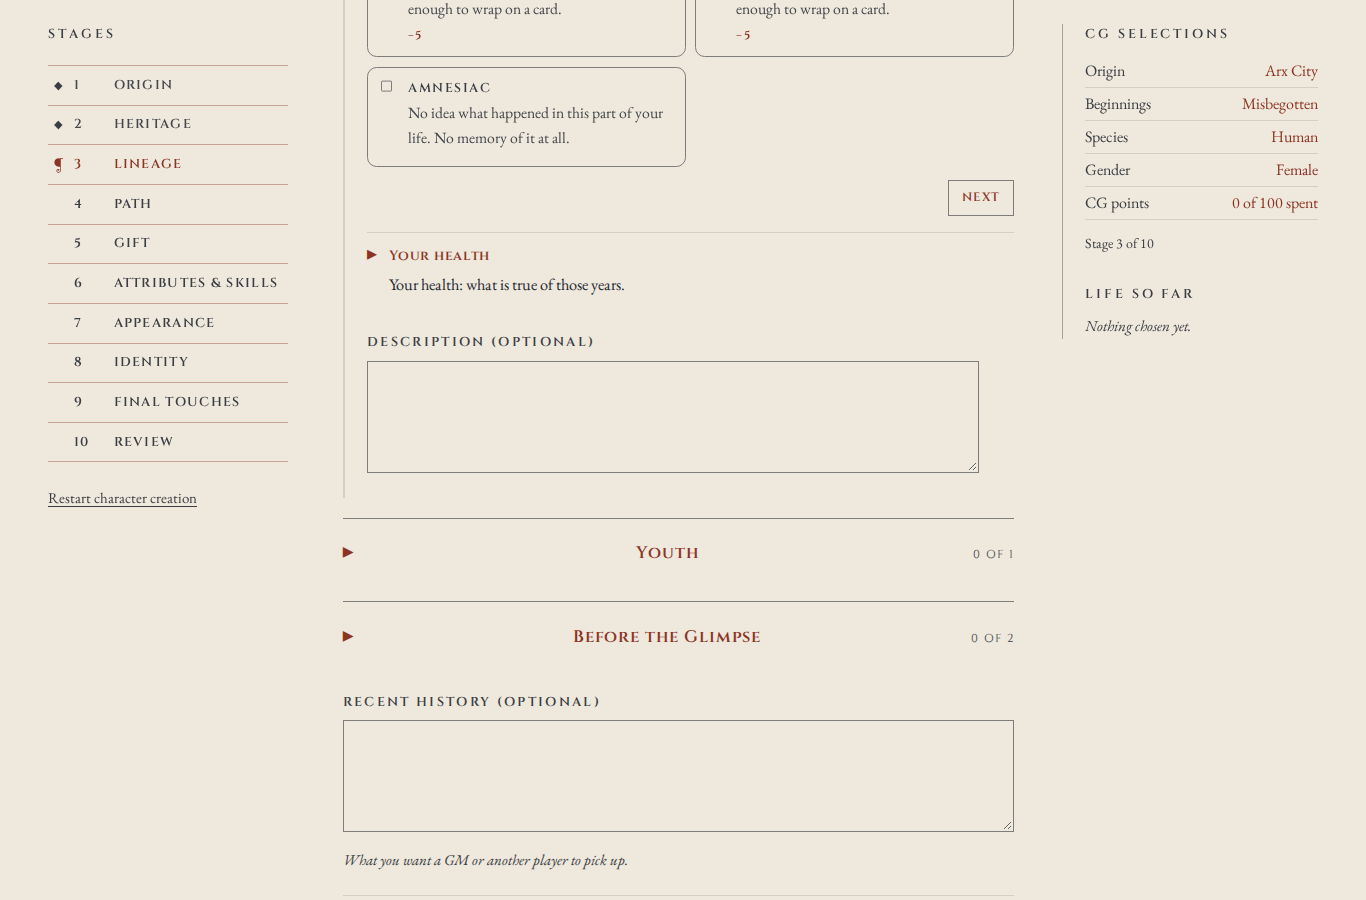 STAGES
1 ORIGIN
2 HERITAGE
3 LINEAGE
4 PATH
5 GIFT
6 ATTRIBUTES & SKILLS
7 APPEARANCE
8 IDENTITY
9 FINAL TOUCHES
10 REVIEW
Restart character creation
enough to wrap on a card.
−5
enough to wrap on a card.
−5
AMNESIAC
No idea what happened in this part of your
life. No memory of it at all.
NEXT
YOUR HEALTH
Your health: what is true of those years.
DESCRIPTION (OPTIONAL)
YOUTH
0 OF 1
BEFORE THE GLIMPSE
0 OF 2
RECENT HISTORY (OPTIONAL)
What you want a GM or another player to pick up.
CG SELECTIONS
Origin Arx City
Beginnings Misbegotten
Species Human
Gender Female
CG points 0 of 100 spent
Stage 3 of 10
LIFE SO FAR
Nothing chosen yet.